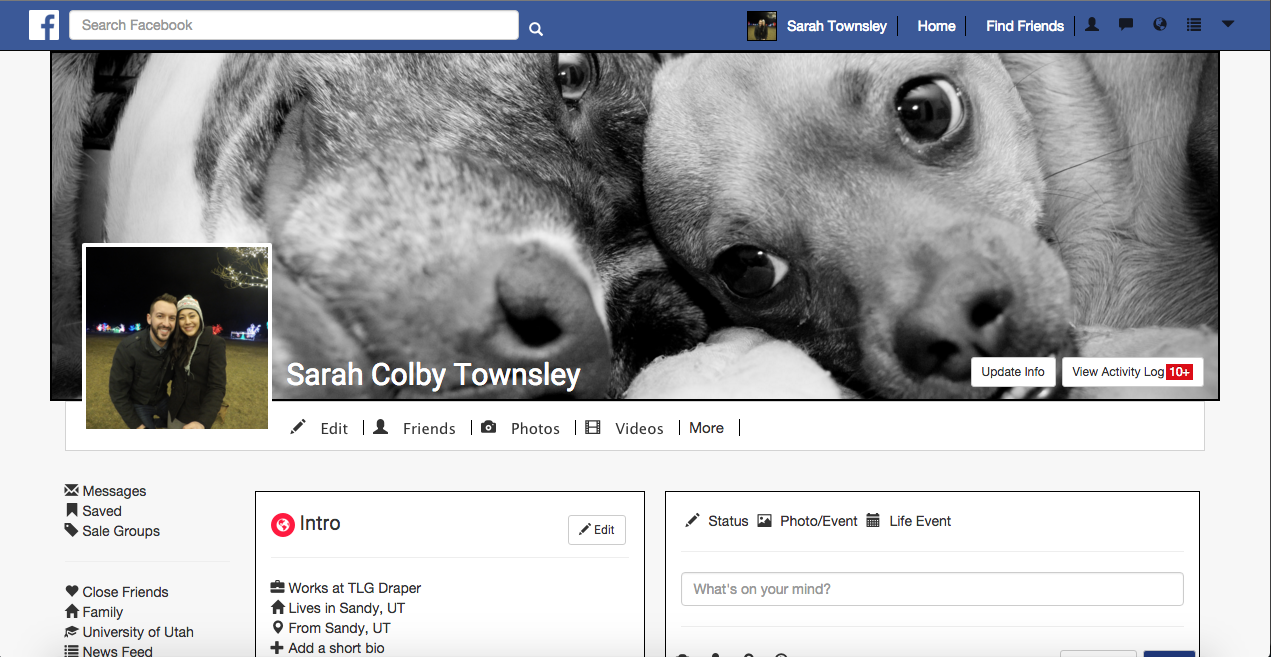 f Search Facebook Sarah Townsley Home Find Friends
Sarah Colby Townsley
Update Info View Activity Log 10+
Edit Friends Photos Videos More
Messages
Saved
Sale Groups
Close Friends
Family
University of Utah
News Feed
Intro Edit
Works at TLG Draper
Lives in Sandy, UT
From Sandy, UT
Add a short bio
Status Photo/Event Life Event
What's on your mind?